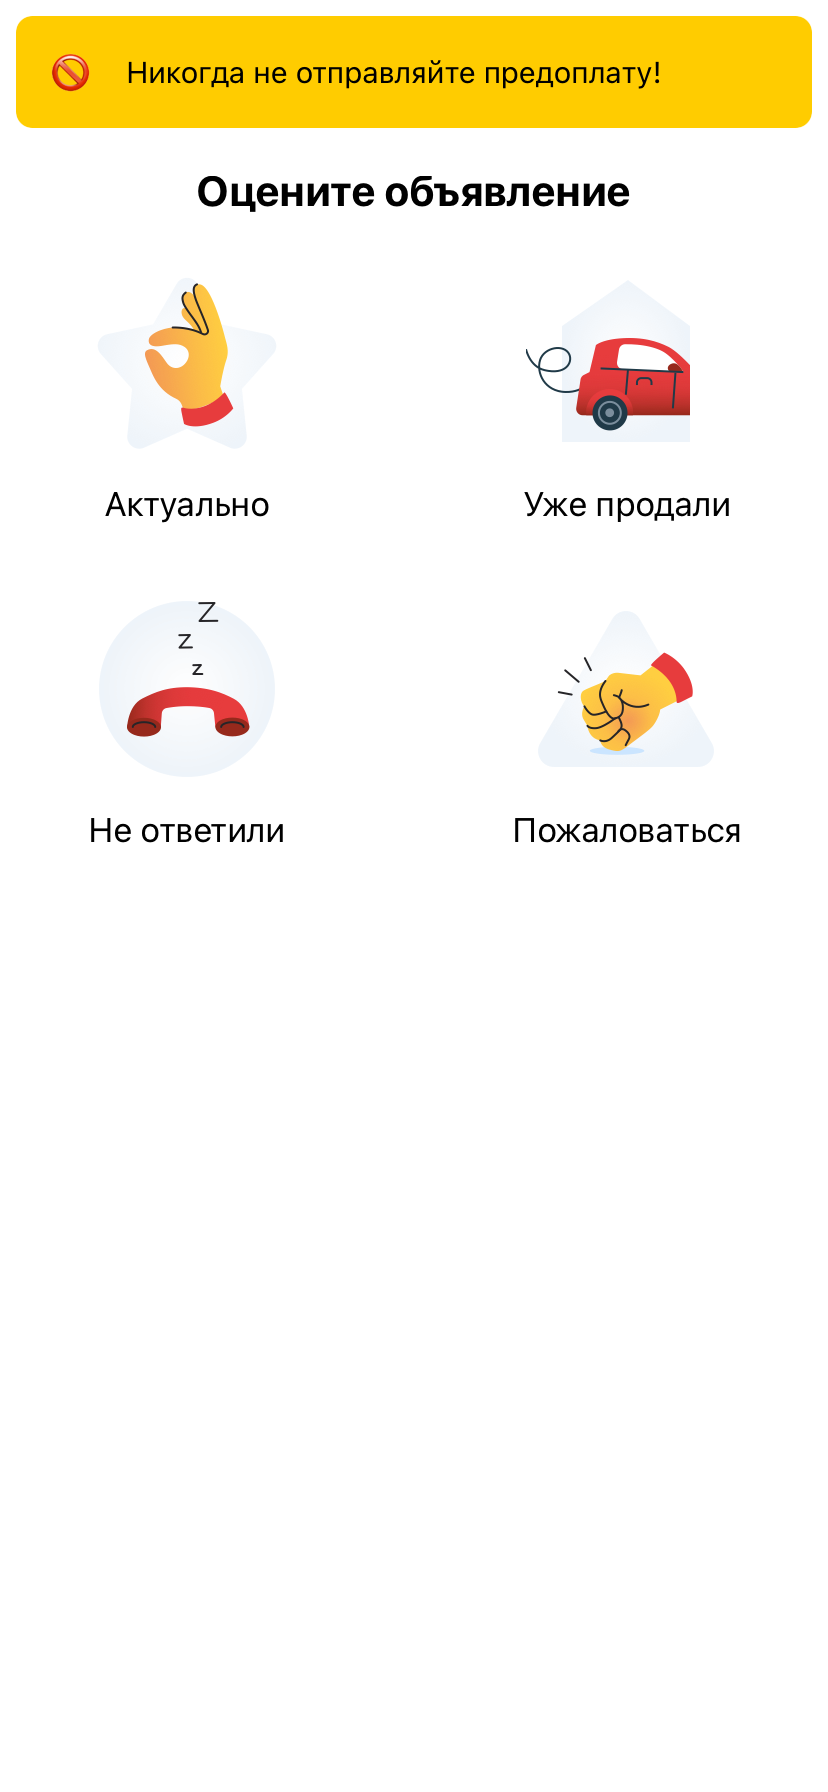 Никогда не отправляйте предоплату!
Оцените объявление
Актуально
Уже продали
z
z
z
Не ответили
Пожаловаться